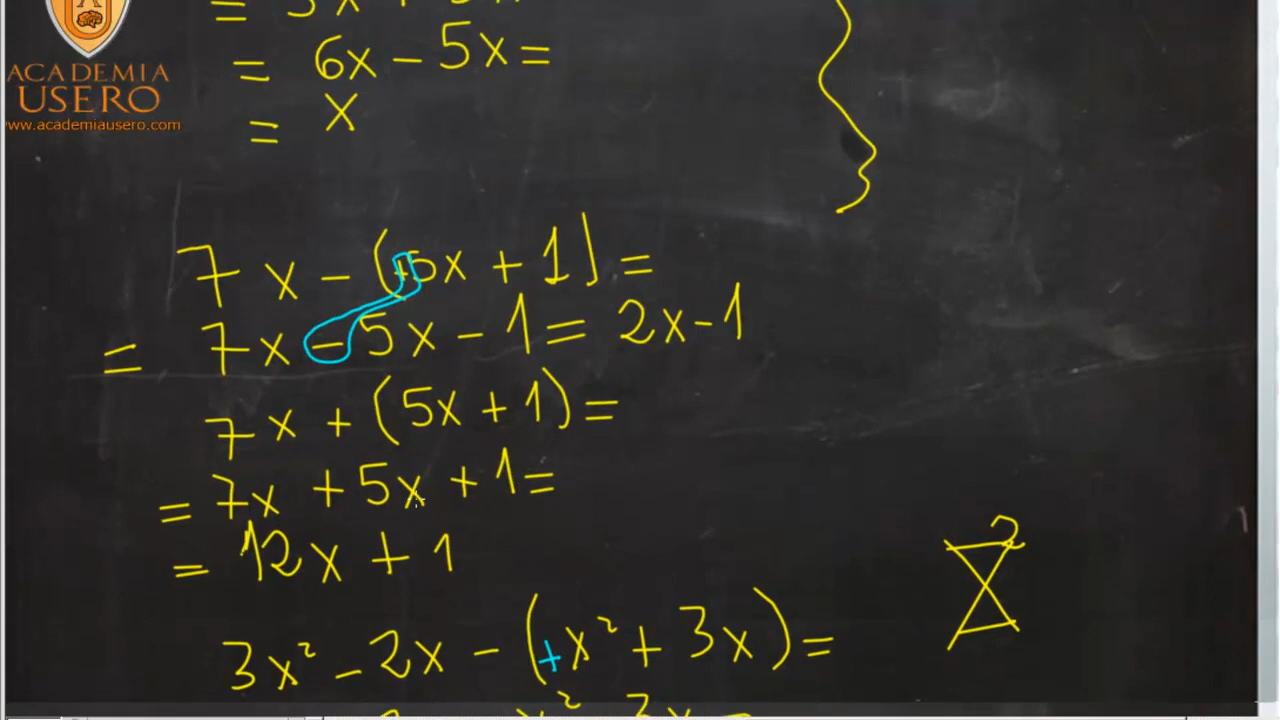 ACADEMIA
USERO
www.academiausero.com
= 6x - 5x =
= x
7x - (+5x + 1) =
= 7x - 5x - 1 = 2x - 1
7x + (5x + 1) =
= 7x + 5x + 1 =
= 12x + 1
3x² - 2x - (+x² + 3x) =